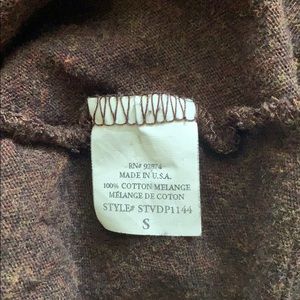 RN# 92874
MADE IN U.S.A.
100% COTTON MELANGE
MÉLANGE DE COTON
STYLE# STVDP1144
S